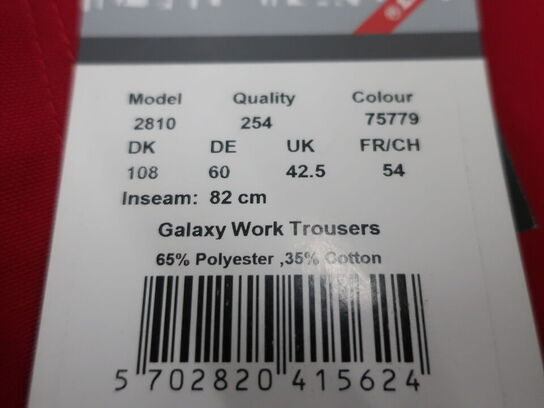 Model Quality Colour
2810 254 75779
DK DE UK FR/CH
108 60 42.5 54
Inseam: 82 cm
Galaxy Work Trousers
65% Polyester ,35% Cotton
5 702820 415624